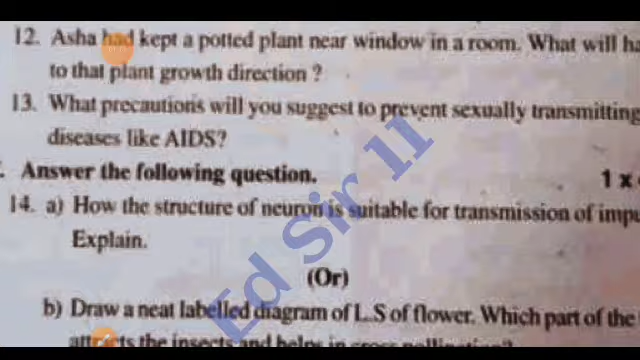 12. Asha had kept a potted plant near window in a room. What will
to that plant growth direction ?
13. What precautions will you suggest to prevent sexually transmitting
diseases like AIDS?
Answer the following question.
1 x
14. a) How the structure of neuron is suitable for transmission of
Explain.
(Or)
b) Draw a neat labelled diagram of L.S of flower. Which part of the
attracts the insects and helps in cross pollination?
Ed Sir 11